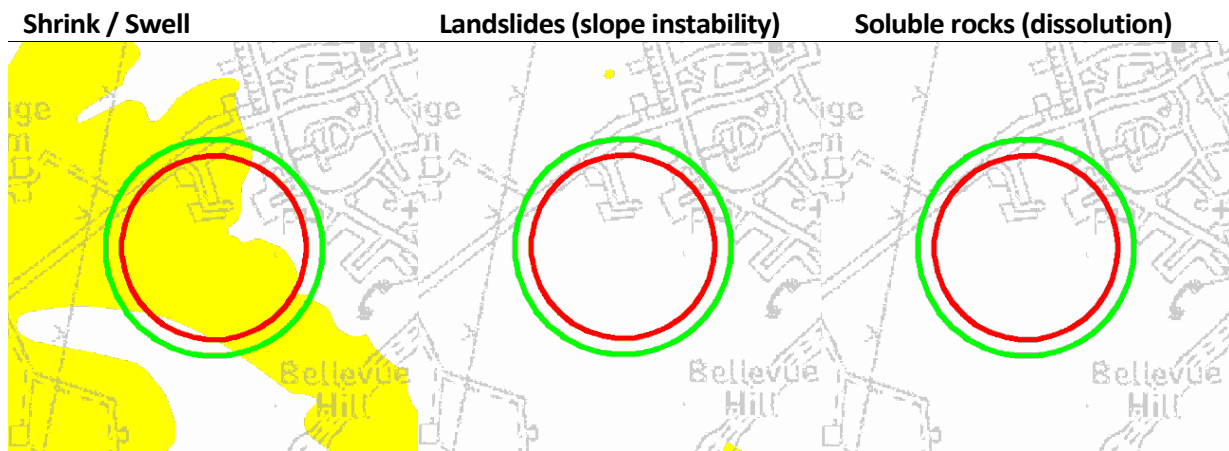 Shrink / Swell
Landslides (slope instability)
Soluble rocks (dissolution)
Bellevue
Hill
Bellevue
Hill
Bellevue
Hill